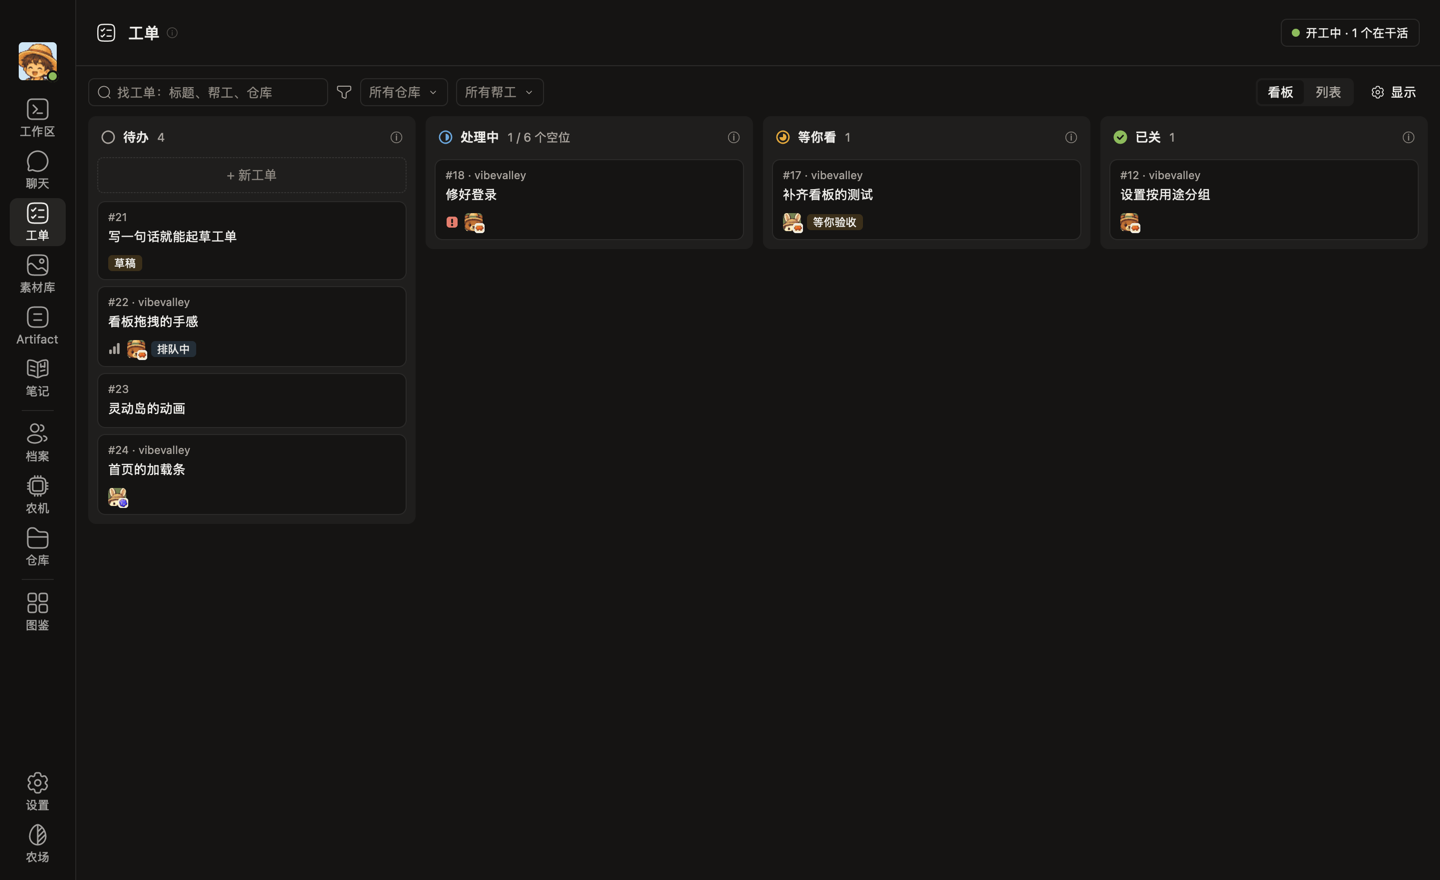 工单
开工中 · 1 个在干活
工作区
聊天
工单
素材库
Artifact
笔记
档案
农机
仓库
图鉴
设置
农场
找工单：标题、帮工、仓库
所有仓库
所有帮工
看板
列表
显示
待办 4
+ 新工单
#21
写一句话就能起草工单
草稿
#22 · vibevalley
看板拖拽的手感
排队中
#23
灵动岛的动画
#24 · vibevalley
首页的加载条
处理中 1 / 6 个空位
#18 · vibevalley
修好登录
等你看 1
#17 · vibevalley
补齐看板的测试
等你验收
已关 1
#12 · vibevalley
设置按用途分组